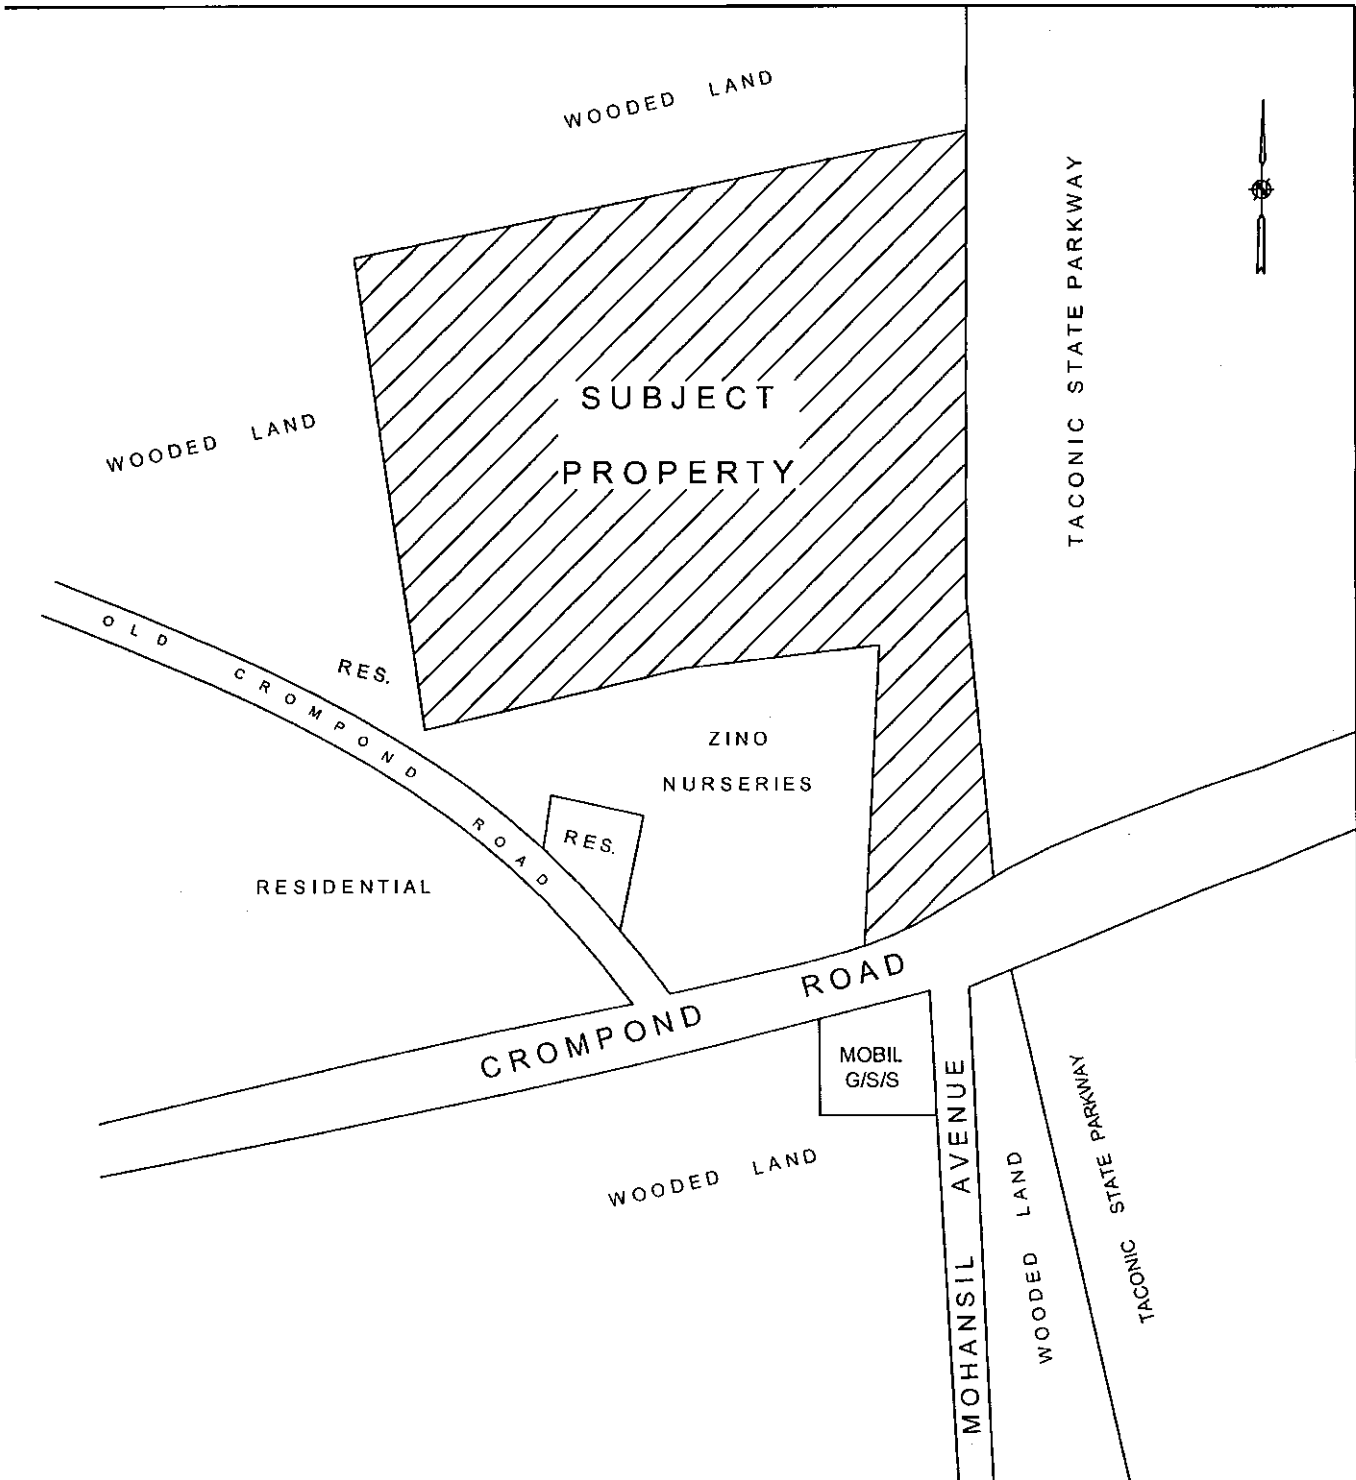 WOODED LAND
TACONIC STATE PARKWAY
N
SUBJECT
PROPERTY
WOODED LAND
OLD CROMPOND ROAD
RES.
ZINO
NURSERIES
RES.
RESIDENTIAL
CROMPOND ROAD
MOBIL
G/S/S
MOHANSIL AVENUE
WOODED LAND
WOODED LAND
TACONIC STATE PARKWAY